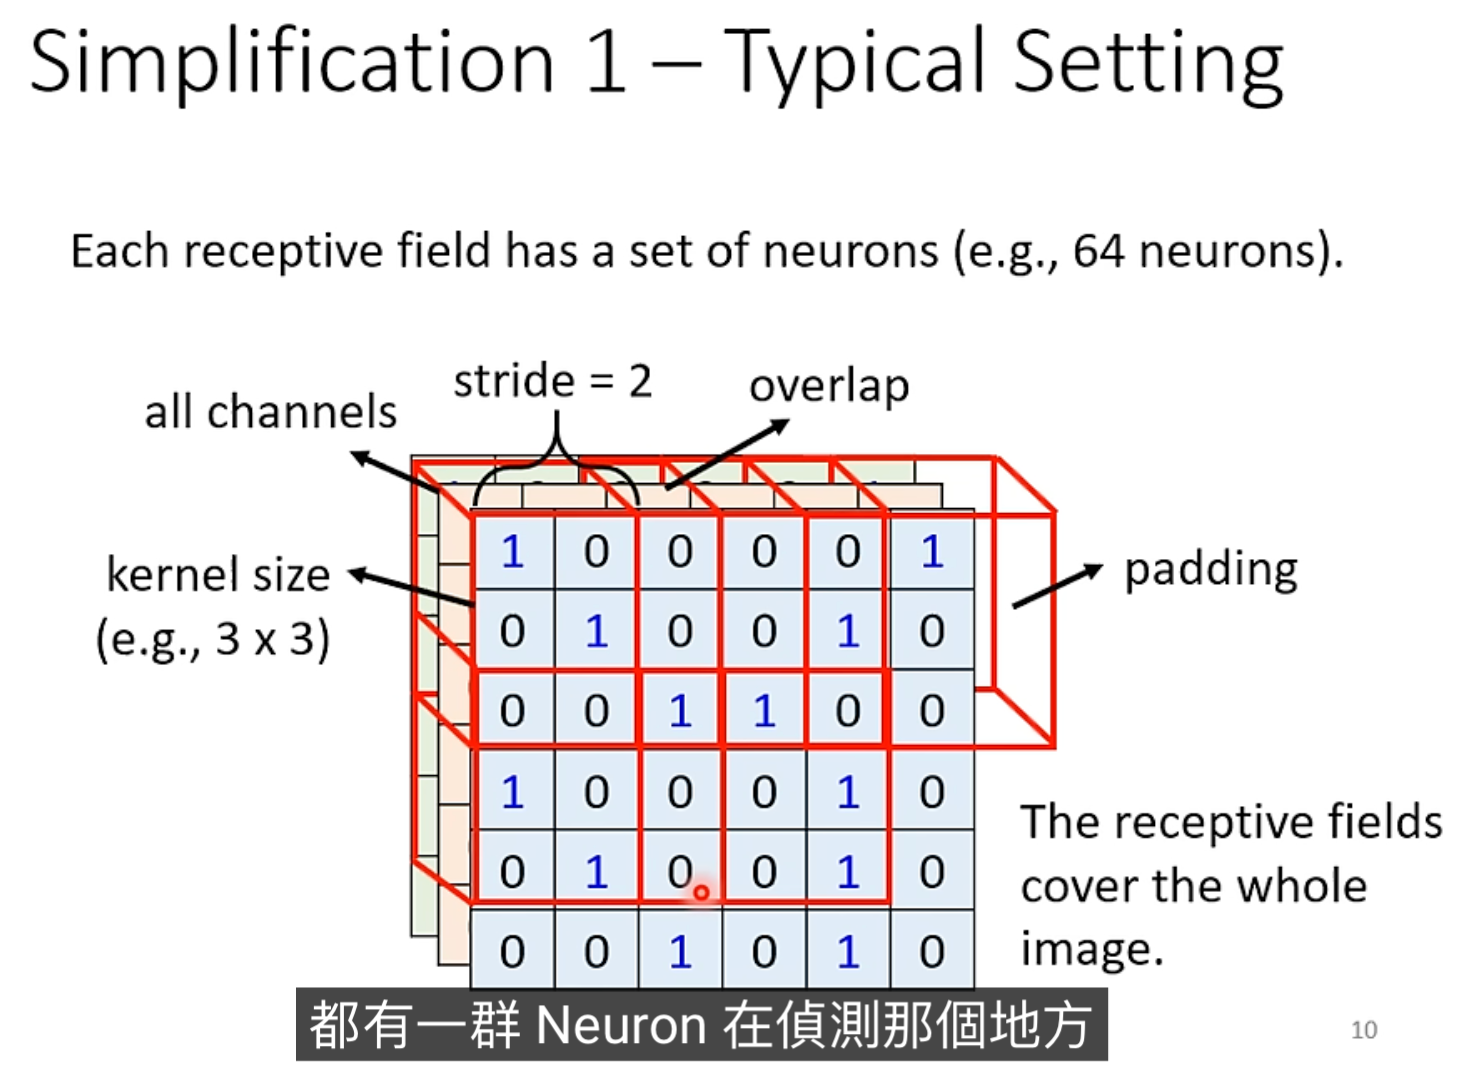 Simplification 1 – Typical Setting
Each receptive field has a set of neurons (e.g., 64 neurons).
all channels
stride = 2
overlap
kernel size
(e.g., 3 x 3)
padding
1 0 0 0 0 1
0 1 0 0 1 0
0 0 1 1 0 0
1 0 0 0 1 0
0 1 0 0 1 0
0 0 1 0 1 0
The receptive fields
cover the whole
image.
都有一群 Neuron 在偵測那個地方
10